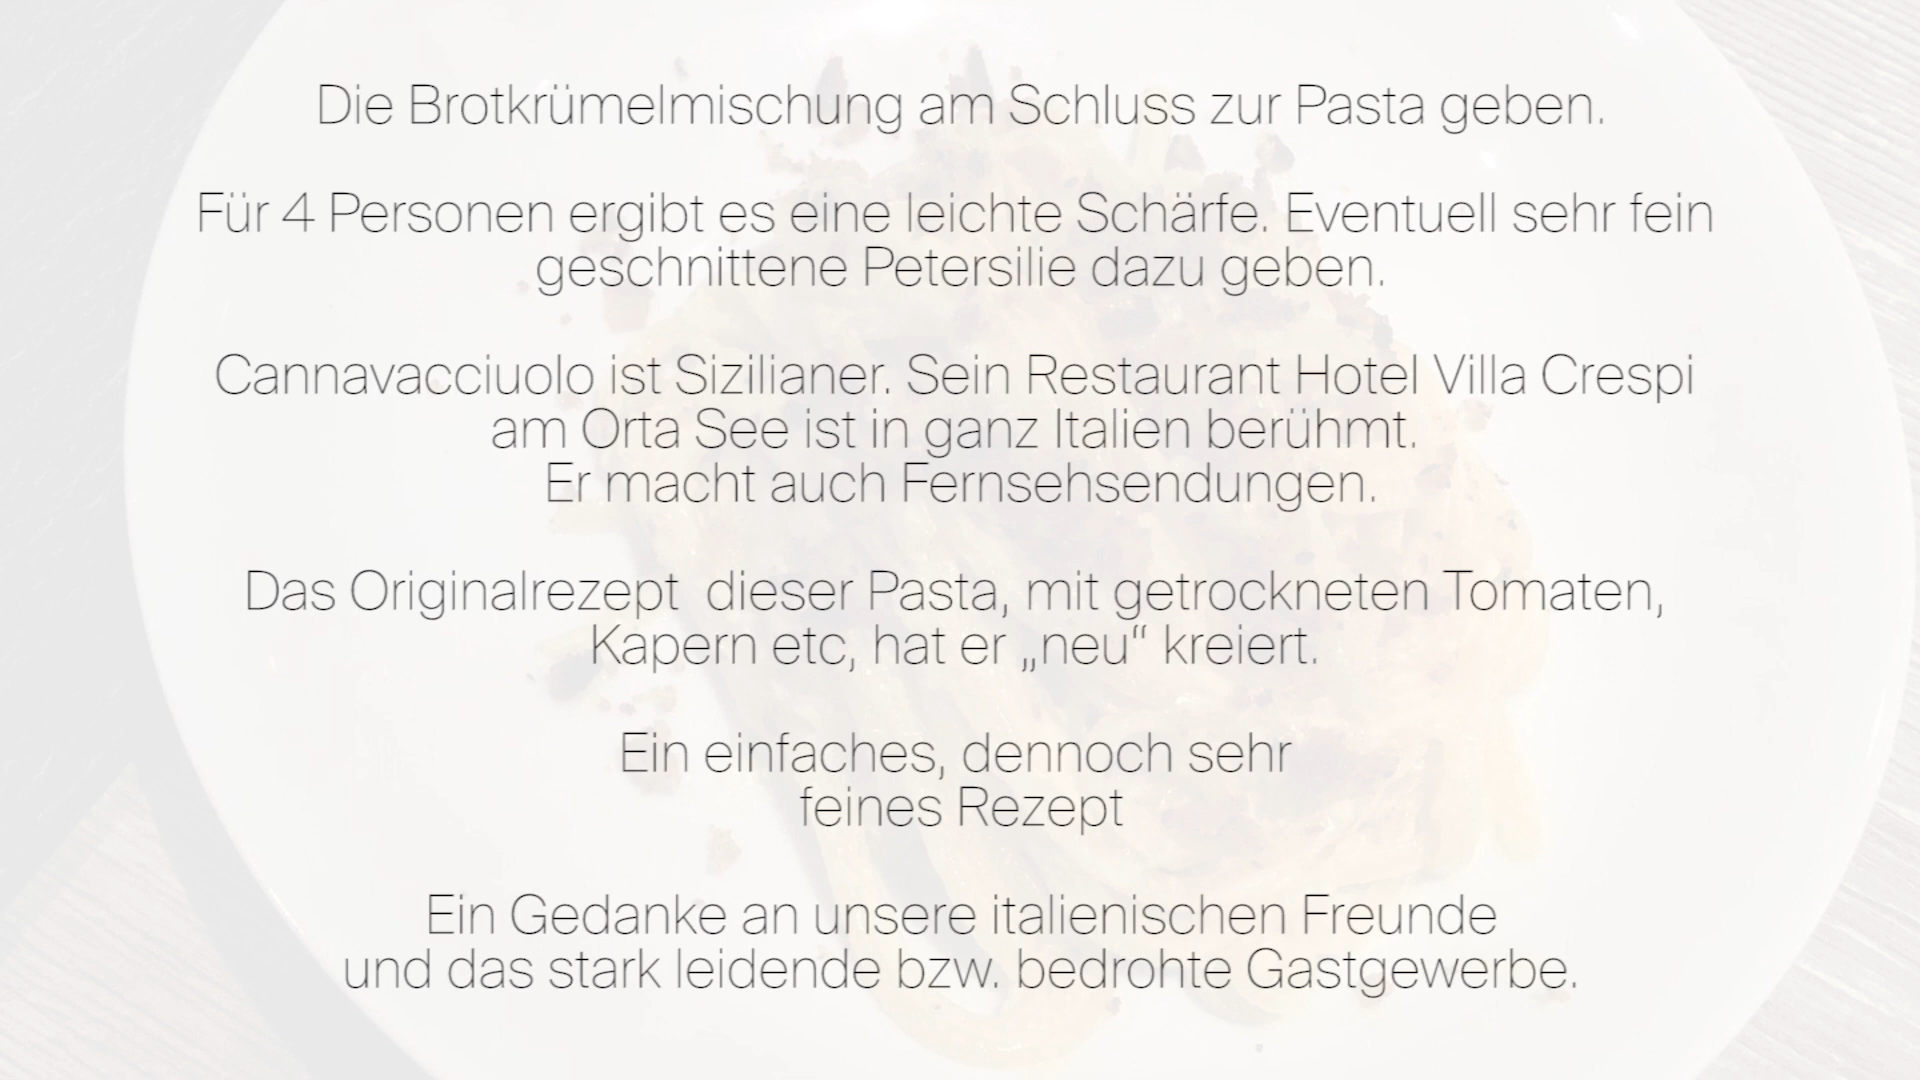 Die Brotkrümelmischung am Schluss zur Pasta geben.
Für 4 Personen ergibt es eine leichte Schärfe. Eventuell sehr fein
geschnittene Petersilie dazu geben.
Cannavacciuolo ist Sizilianer. Sein Restaurant Hotel Villa Crespi
am Orta See ist in ganz Italien berühmt.
Er macht auch Fernsehsendungen.
Das Originalrezept  dieser Pasta, mit getrockneten Tomaten,
Kapern etc, hat er „neu“ kreiert.
Ein einfaches, dennoch sehr
feines Rezept
Ein Gedanke an unsere italienischen Freunde
und das stark leidende bzw. bedrohte Gastgewerbe.